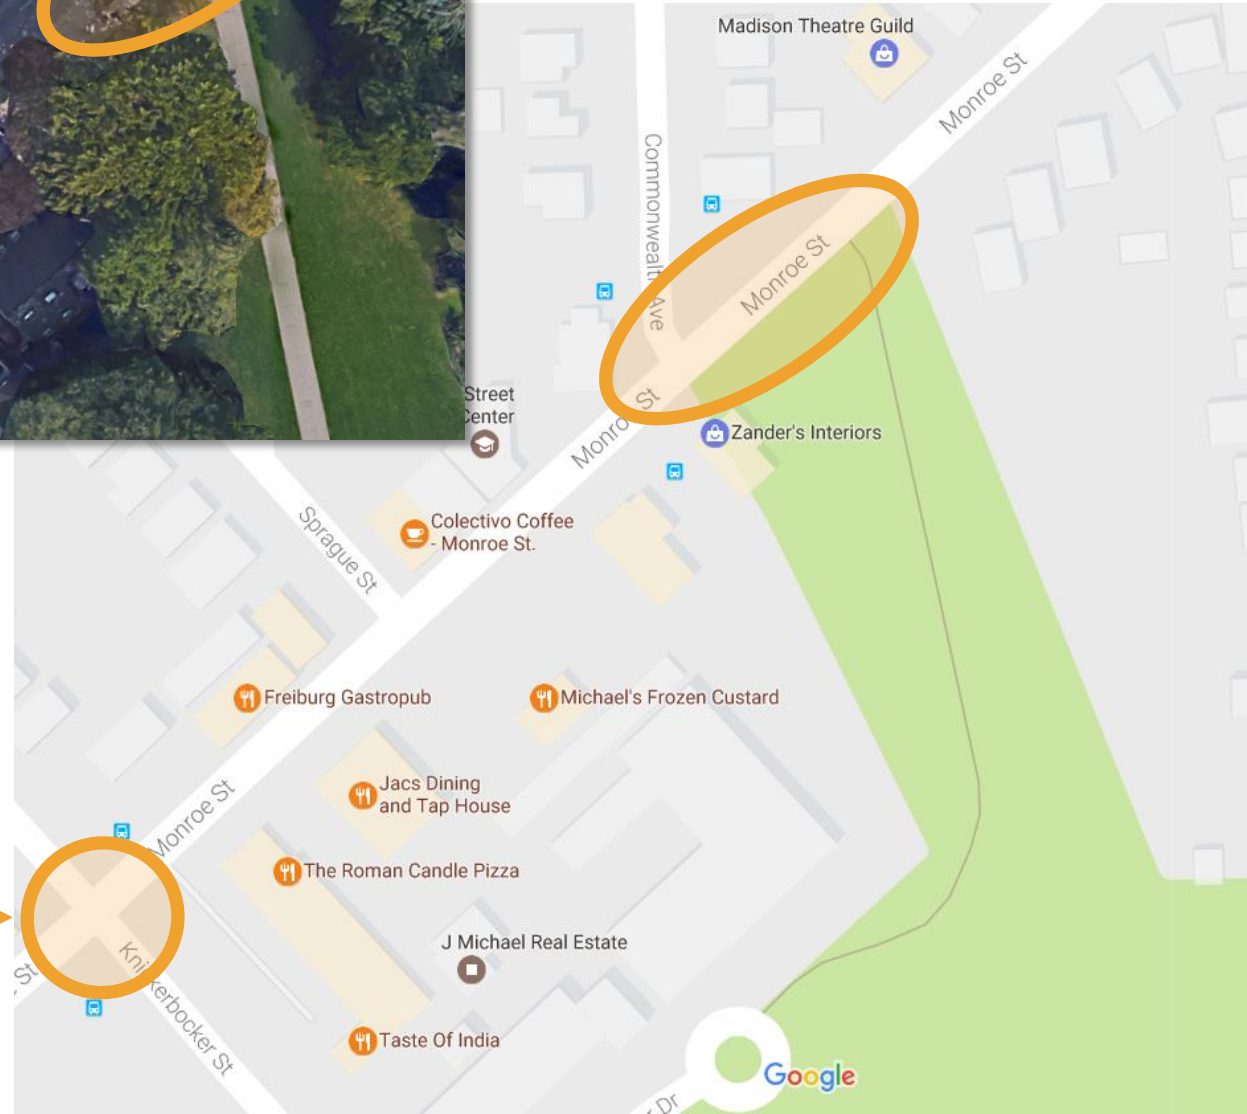 Madison Theatre Guild
Monroe St
Commonwealth Ave
Monroe St
Street
Center
Monroe St
Zander's Interiors
Colectivo Coffee
- Monroe St.
Sprague St
Freiburg Gastropub
Michael's Frozen Custard
Jacs Dining
and Tap House
Monroe St
The Roman Candle Pizza
J Michael Real Estate
St
Knickerbocker St
Taste Of India
Google
Dr